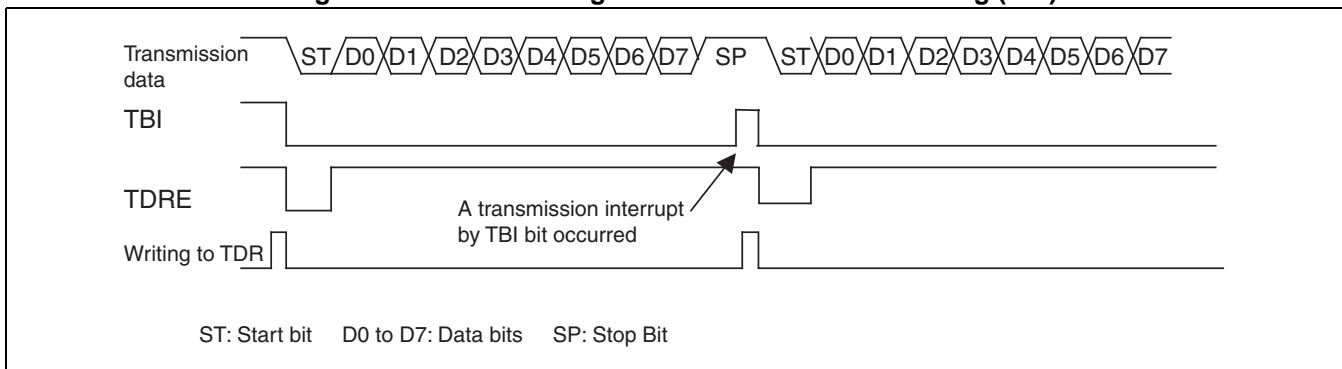 Transmission
data
ST D0 D1 D2 D3 D4 D5 D6 D7 SP ST D0 D1 D2 D3 D4 D5 D6 D7
TBI
TDRE
A transmission interrupt
by TBI bit occurred
Writing to TDR
ST: Start bit D0 to D7: Data bits SP: Stop Bit